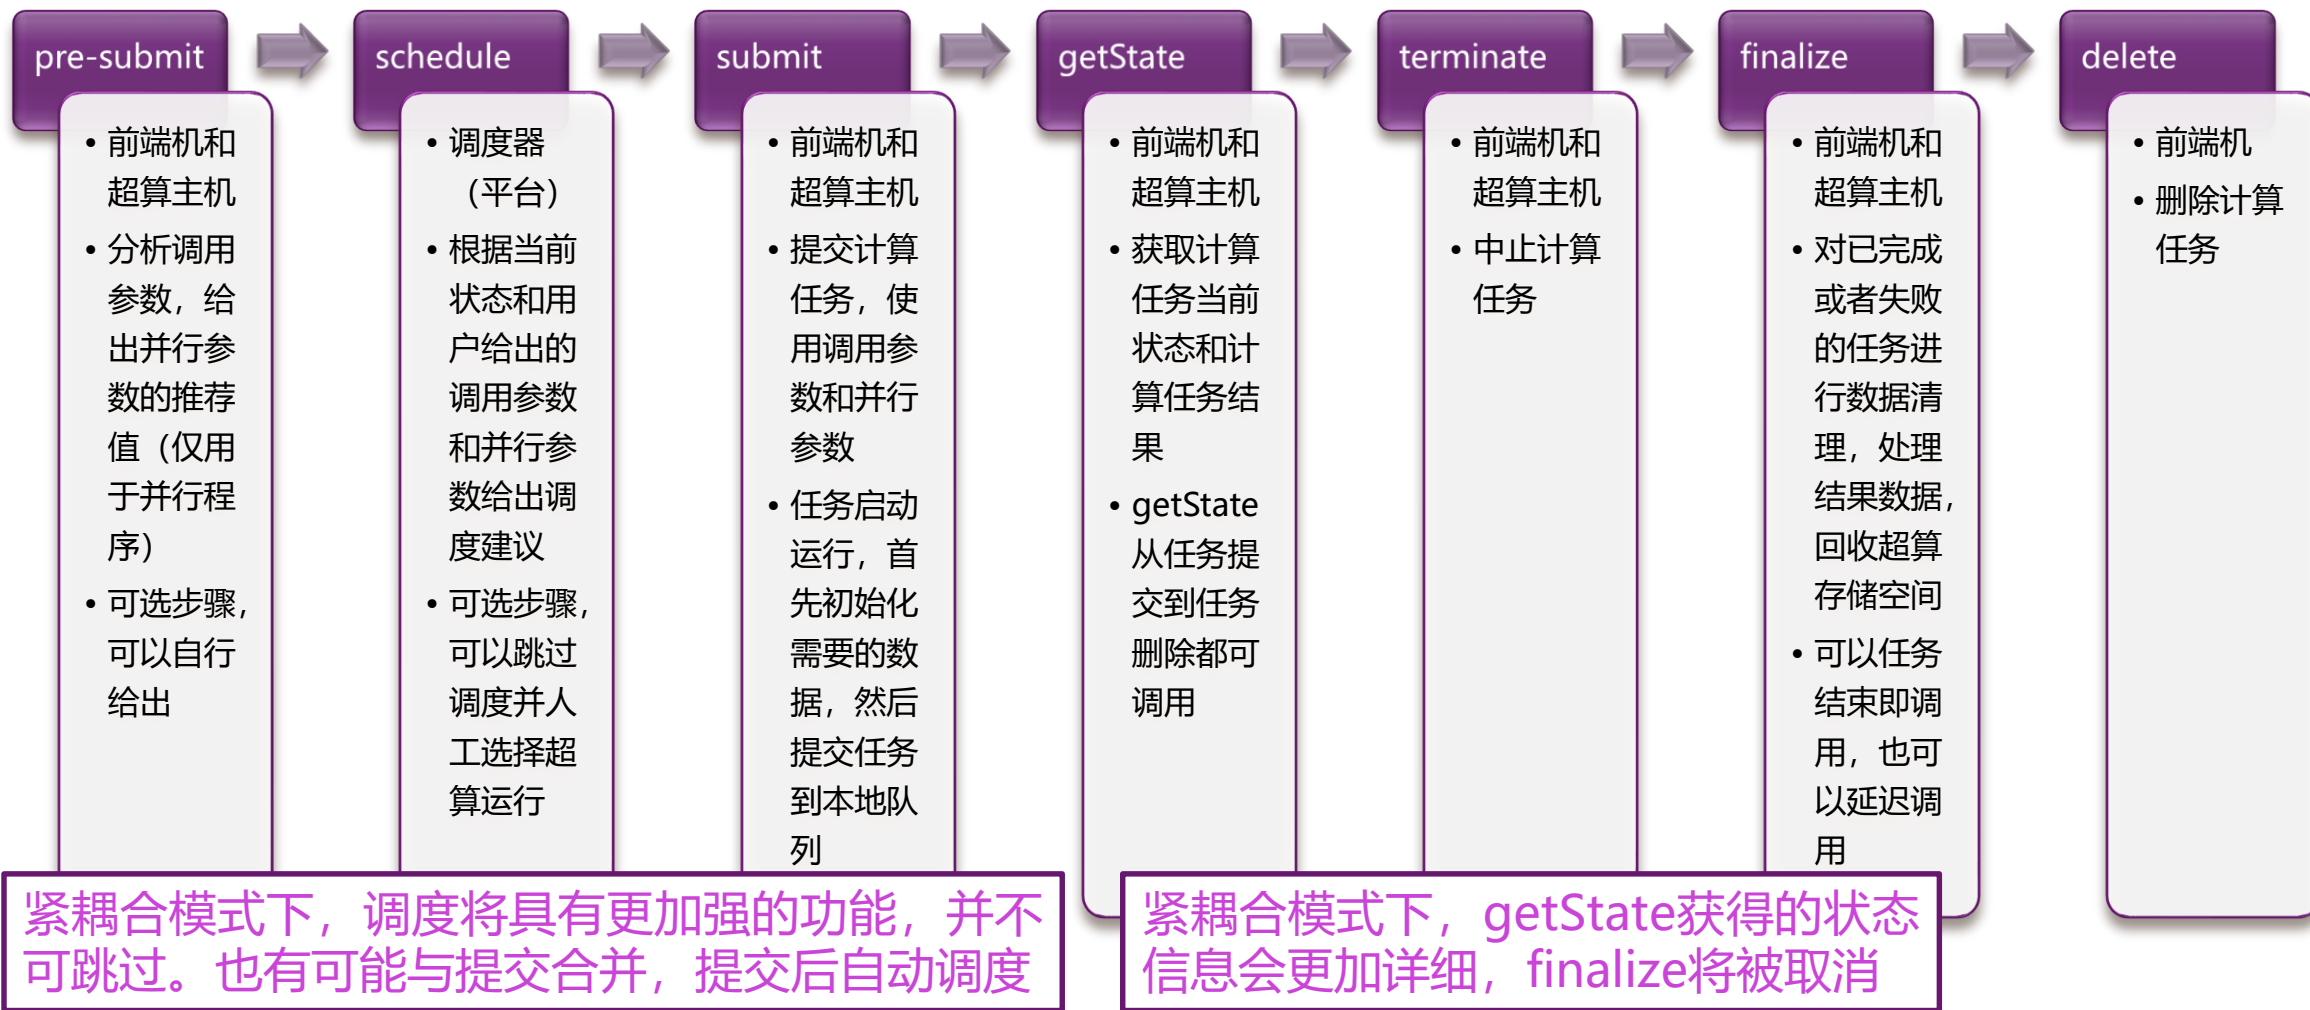 pre-submit
前端机和
超算主机
分析调用
参数，给
出并行参
数的推荐
值（仅用
于并行程
序）
可选步骤，
可以自行
给出
schedule
调度器
（平台）
根据当前
状态和用
户给出的
调用参数
和并行参
数给出调
度建议
可选步骤，
可以跳过
调度并人
工选择超
算运行
submit
前端机和
超算主机
提交计算
任务，使
用调用参
数和并行
参数
任务启动
运行，首
先初始化
需要的数
据，然后
提交任务
到本地队
列
getState
前端机和
超算主机
获取计算
任务当前
状态和计
算任务结
果
getState
从任务提
交到任务
删除都可
调用
terminate
前端机和
超算主机
中止计算
任务
finalize
前端机和
超算主机
对已完成
或者失败
的任务进
行数据清
理，处理
结果数据，
回收超算
存储空间
可以任务
结束即调
用，也可
以延迟调
用
delete
前端机
删除计算
任务
紧耦合模式下，调度将具有更加强的功能，并不
可跳过。也有可能与提交合并，提交后自动调度
紧耦合模式下，getState获得的状态
信息会更加详细，finalize将被取消